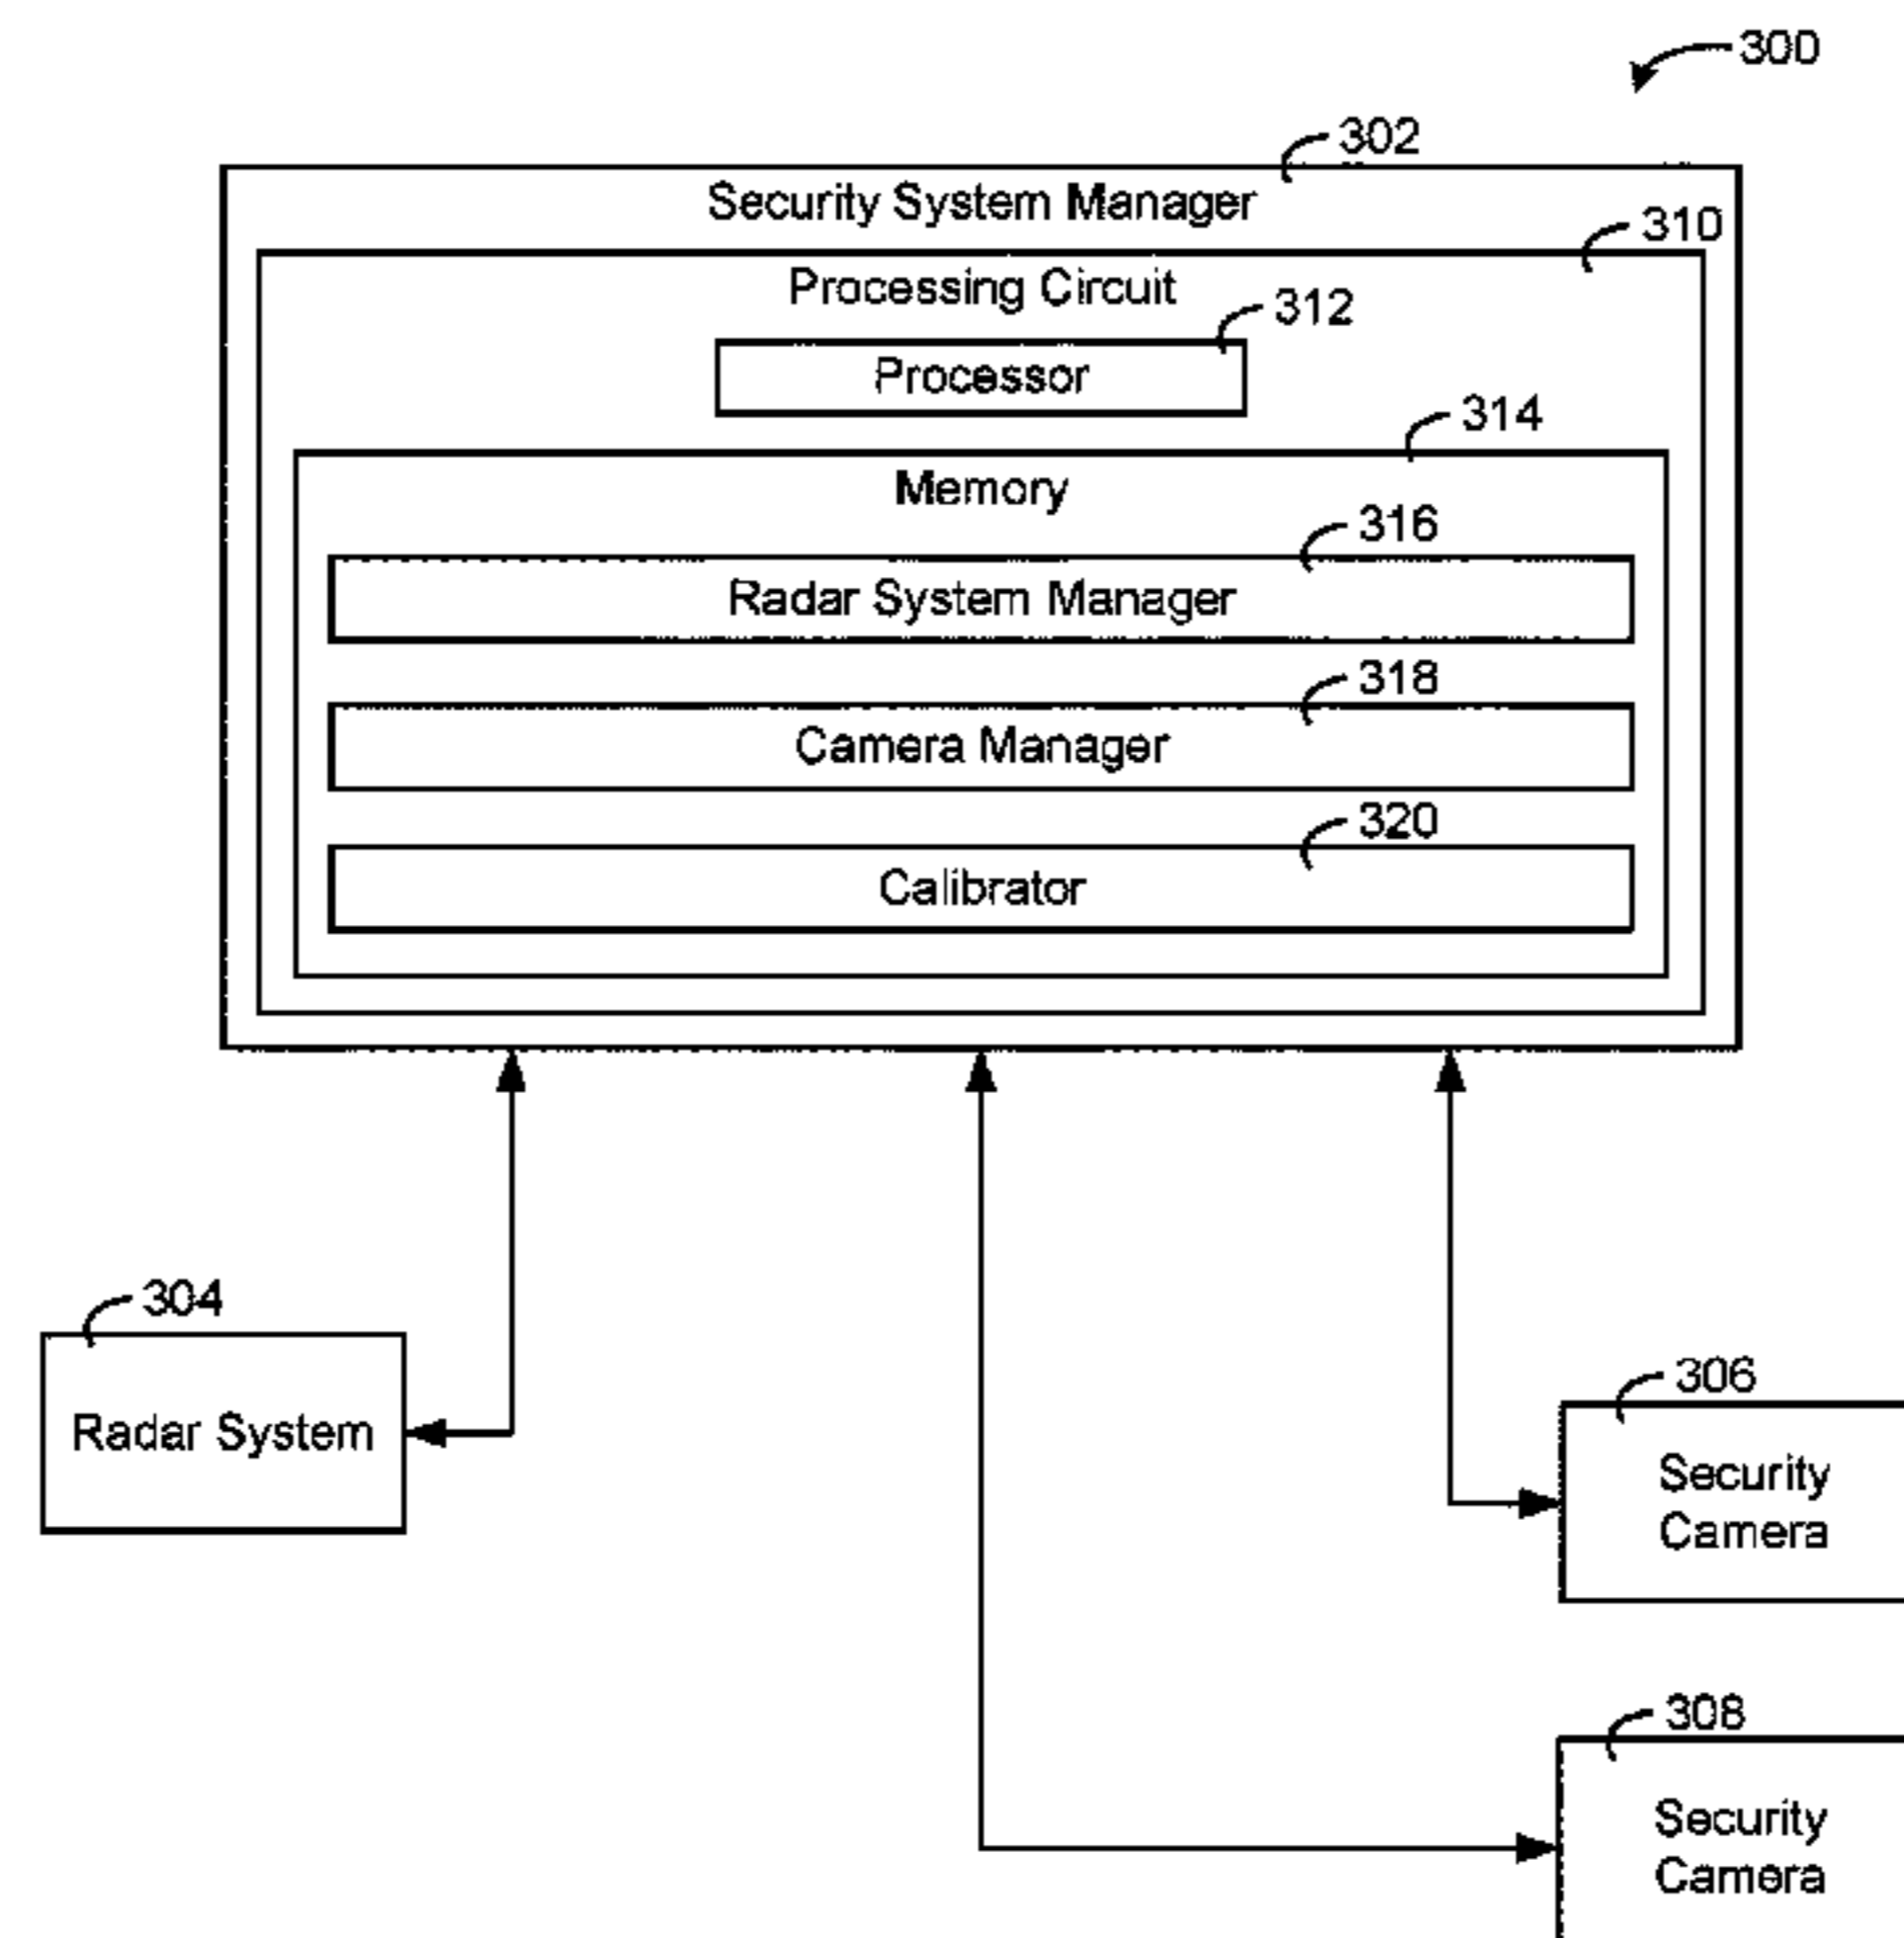 300
302
Security System Manager
310
Processing Circuit
312
Processor
314
Memory
316
Radar System Manager
318
Camera Manager
320
Calibrator
304
Radar System
306
Security
Camera
308
Security
Camera